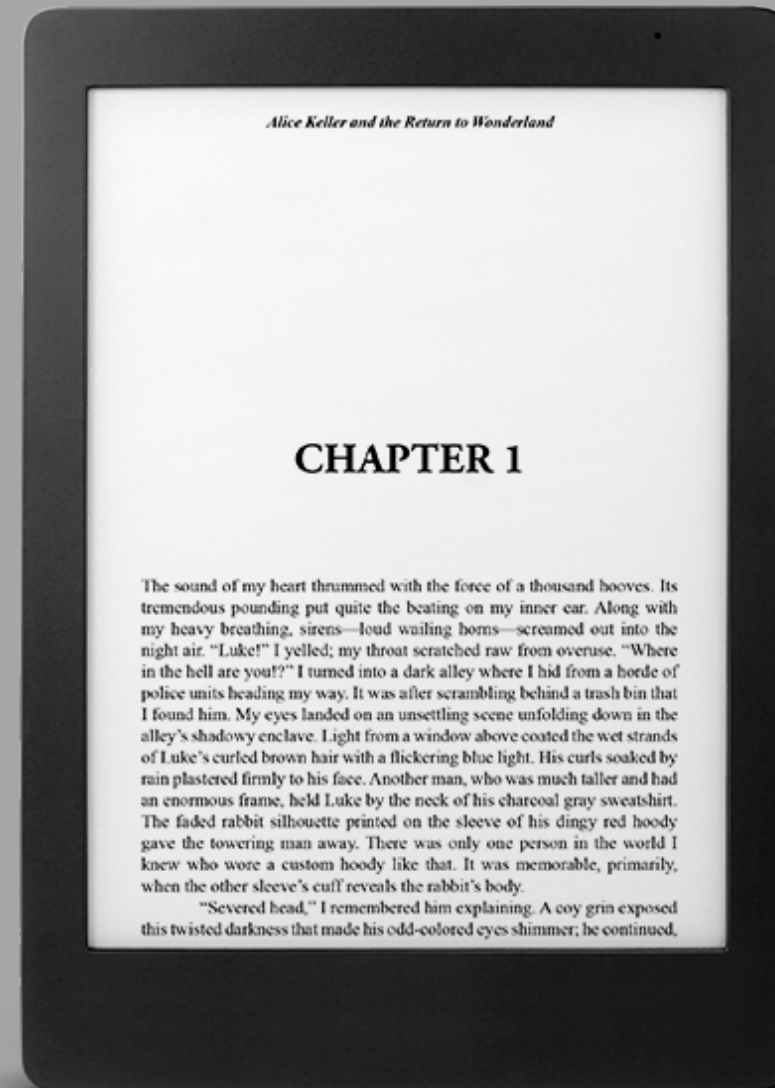 Alice Keller and the Return to Wonderland
CHAPTER 1
The sound of my heart thrummed with the force of a thousand hooves. Its
tremendous pounding put quite the beating on my inner ear. Along with
my heavy breathing, sirens—loud wailing horns—screamed out into the
night air. “Luke!” I yelled; my throat scratched raw from overuse. “Where
in the hell are you!?” I turned into a dark alley where I hid from a horde of
police units heading my way. It was after scrambling behind a trash bin that
I found him. My eyes landed on an unsettling scene unfolding down in the
alley’s shadowy enclave. Light from a window above coated the wet strands
of Luke’s curled brown hair with a flickering blue light. His curls soaked by
rain plastered firmly to his face. Another man, who was much taller and had
an enormous frame, held Luke by the neck of his charcoal gray sweatshirt.
The faded rabbit silhouette printed on the sleeve of his dingy red hoody
gave the towering man away. There was only one person in the world I
knew who wore a custom hoody like that. It was memorable, primarily,
when the other sleeve’s cuff reveals the rabbit’s body.
“Severed head,” I remembered him explaining. A coy grin exposed
this twisted darkness that made his odd-colored eyes shimmer; he continued,